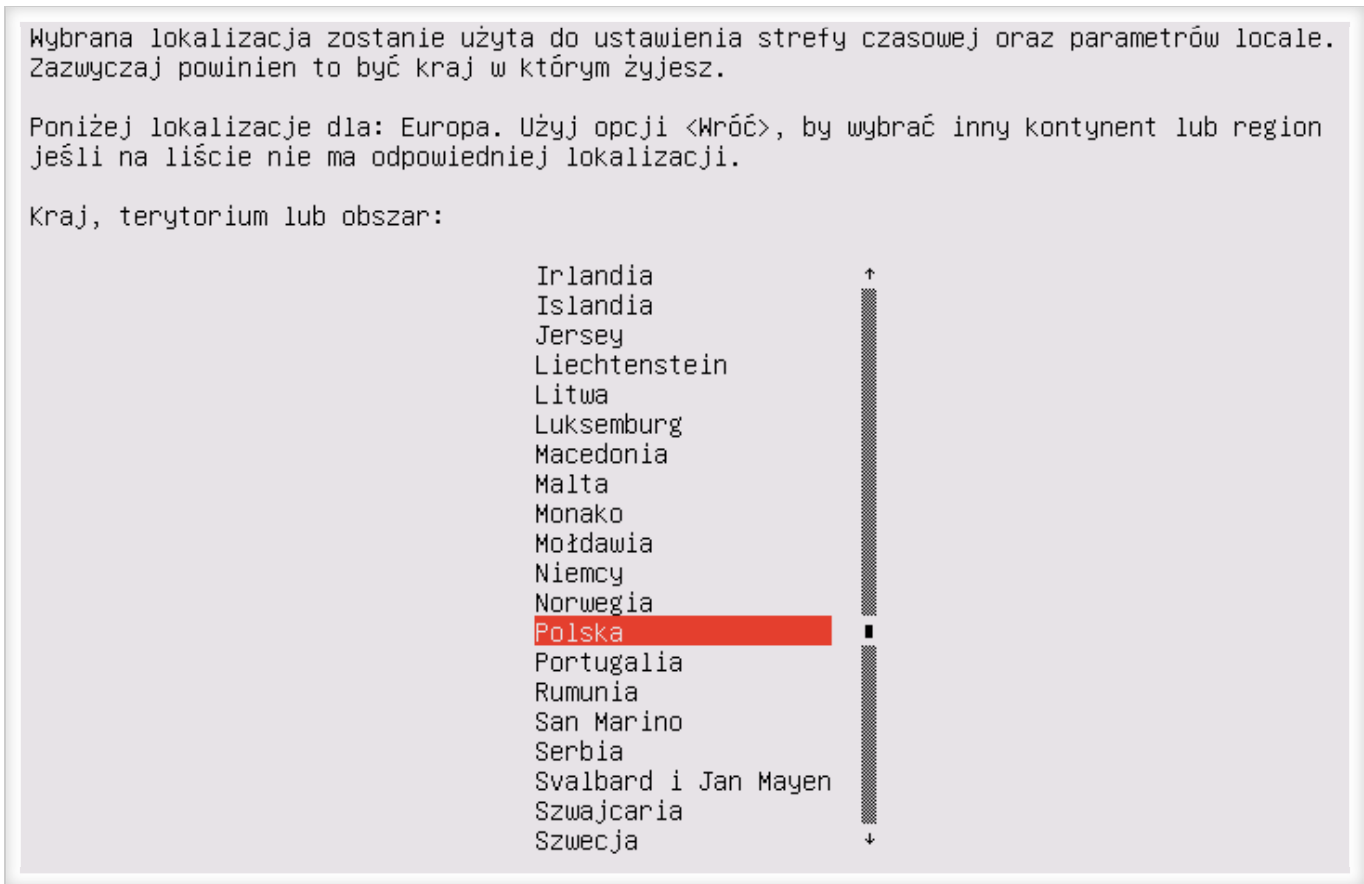 Wybrana lokalizacja zostanie użyta do ustawienia strefy czasowej oraz parametrów locale.
Zazwyczaj powinien to być kraj w którym żyjesz.
Poniżej lokalizacje dla: Europa. Użyj opcji <Wróć>, by wybrać inny kontynent lub region
jeśli na liście nie ma odpowiedniej lokalizacji.
Kraj, terytorium lub obszar:
Irlandia
Islandia
Jersey
Liechtenstein
Litwa
Luksemburg
Macedonia
Malta
Monako
Mołdawia
Niemcy
Norwegia
Polska
Portugalia
Rumunia
San Marino
Serbia
Svalbard i Jan Mayen
Szwajcaria
Szwecja